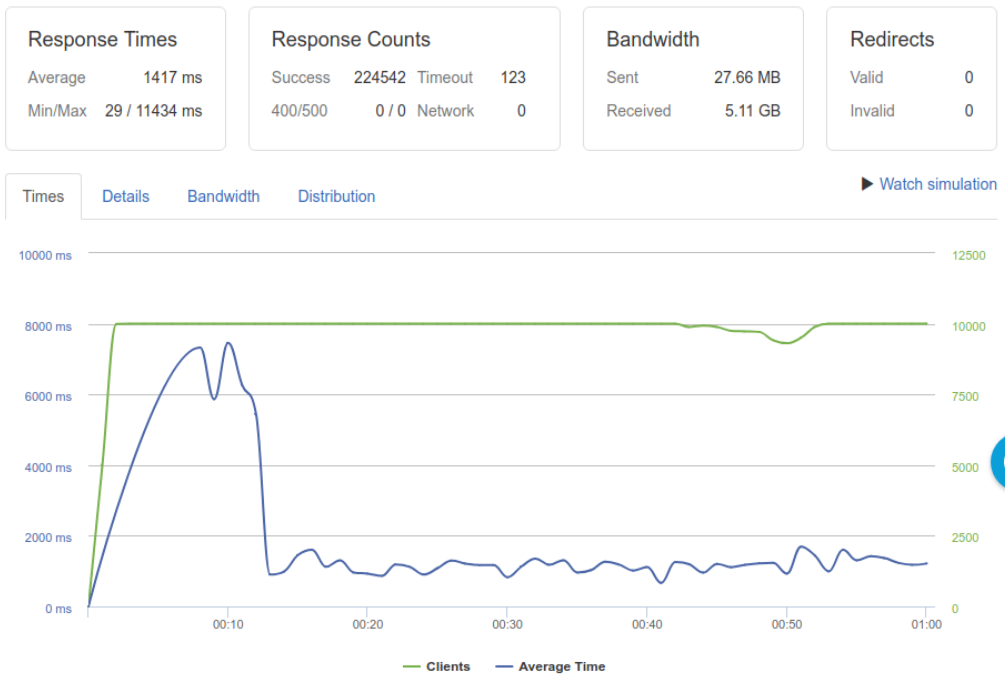 Response Times
Average 1417 ms
Min/Max 29 / 11434 ms
Response Counts
Success 224542 Timeout 123
400/500 0 / 0 Network 0
Bandwidth
Sent 27.66 MB
Received 5.11 GB
Redirects
Valid 0
Invalid 0
Times Details Bandwidth Distribution
Watch simulation
10000 ms 12500
8000 ms 10000
6000 ms 7500
4000 ms 5000
2000 ms 2500
0 ms 0
00:10 00:20 00:30 00:40 00:50 01:00
Clients Average Time